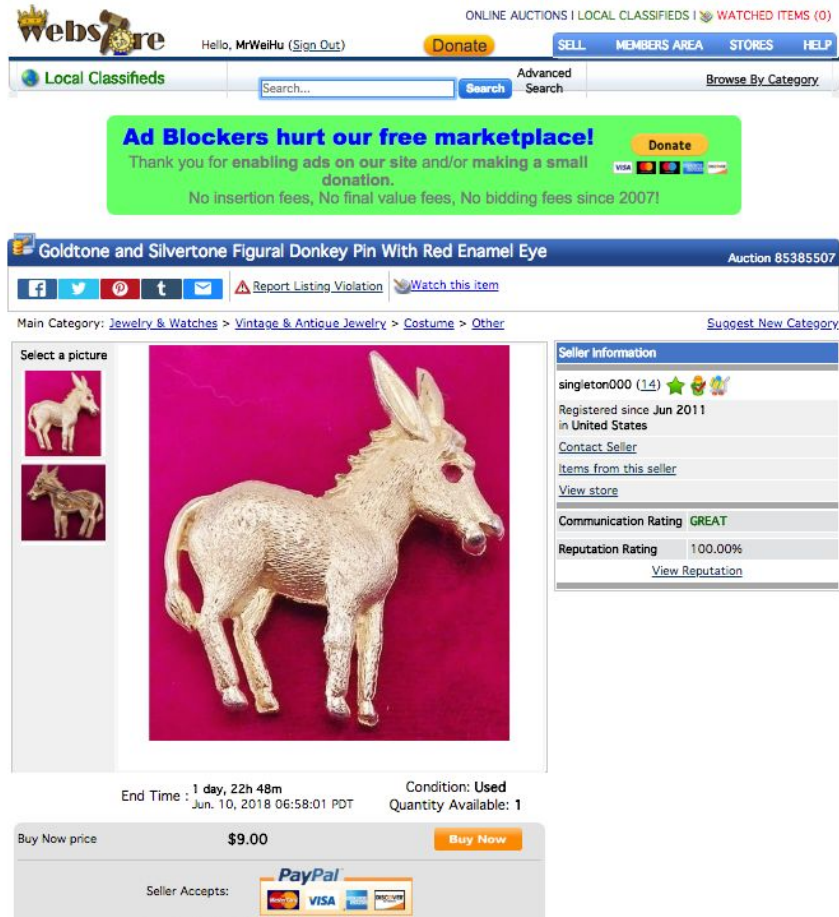 Webstore
ONLINE AUCTIONS | LOCAL CLASSIFIEDS | WATCHED ITEMS (0)
Hello, MrWeiHu (Sign Out)
Donate
SELL MEMBERS AREA STORES HELP
Local Classifieds
Search...
Search
Advanced
Search
Browse By Category
Ad Blockers hurt our free marketplace!
Thank you for enabling ads on our site and/or making a small
donation.
No insertion fees, No final value fees, No bidding fees since 2007!
Donate
VISA
Goldtone and Silvertone Figural Donkey Pin With Red Enamel Eye
Auction 85385507
f
t
Report Listing Violation
Watch this item
Main Category: Jewelry & Watches > Vintage & Antique Jewelry > Costume > Other
Suggest New Category
Select a picture
Seller Information
singleton000 (14)
Registered since Jun 2011
in United States
Contact Seller
Items from this seller
View store
Communication Rating GREAT
Reputation Rating 100.00%
View Reputation
End Time : 1 day, 22h 48m
Jun. 10, 2018 06:58:01 PDT
Condition: Used
Quantity Available: 1
Buy Now price $9.00 Buy Now
Seller Accepts:
PayPal
MasterCard VISA DISCOVER